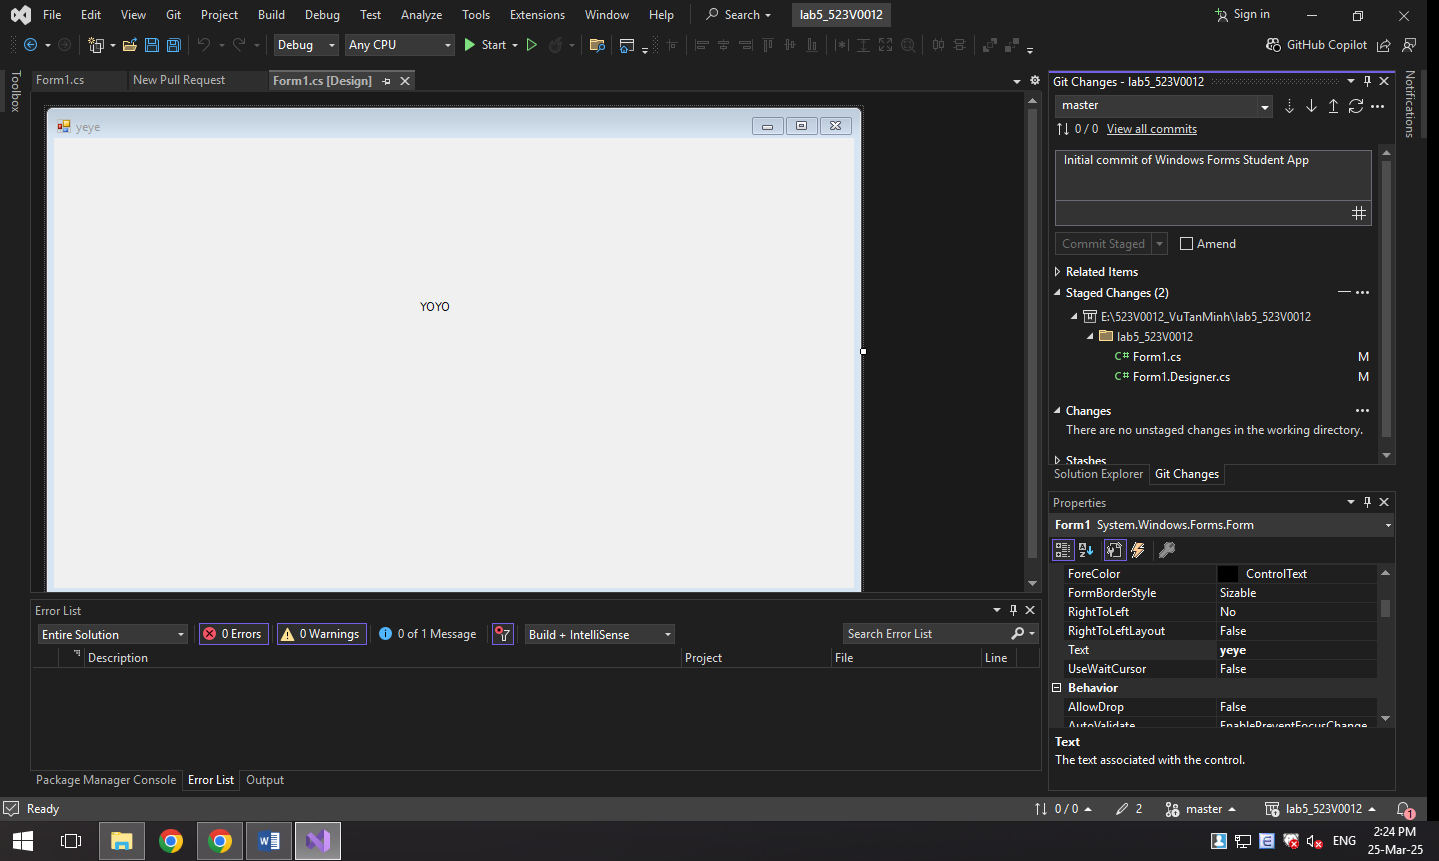 File Edit View Git Project Build Debug Test Analyze Tools Extensions Window Help Search lab5_523V0012 Sign in
Debug Any CPU Start GitHub Copilot
Toolbox
Form1.cs New Pull Request Form1.cs [Design]
yeye
YOYO
Git Changes - lab5_523V0012
master
0 / 0 View all commits
Initial commit of Windows Forms Student App
Commit Staged Amend
Related Items
Staged Changes (2)
E:\523V0012_VuTanMinh\lab5_523V0012
lab5_523V0012
C# Form1.cs M
C# Form1.Designer.cs M
Changes
There are no unstaged changes in the working directory.
Stashes
Solution Explorer Git Changes
Notifications
Properties
Form1 System.Windows.Forms.Form
ForeColor ControlText
FormBorderStyle Sizable
RightToLeft No
RightToLeftLayout False
Text yeye
UseWaitCursor False
Behavior
AllowDrop False
AutoValidate EnablePreventFocusChange
Text
The text associated with the control.
Error List
Entire Solution 0 Errors 0 Warnings 0 of 1 Message Build + IntelliSense Search Error List
Description Project File Line
Package Manager Console Error List Output
Ready 0 / 0 2 master lab5_523V0012 1
ENG 2:24 PM
25-Mar-25